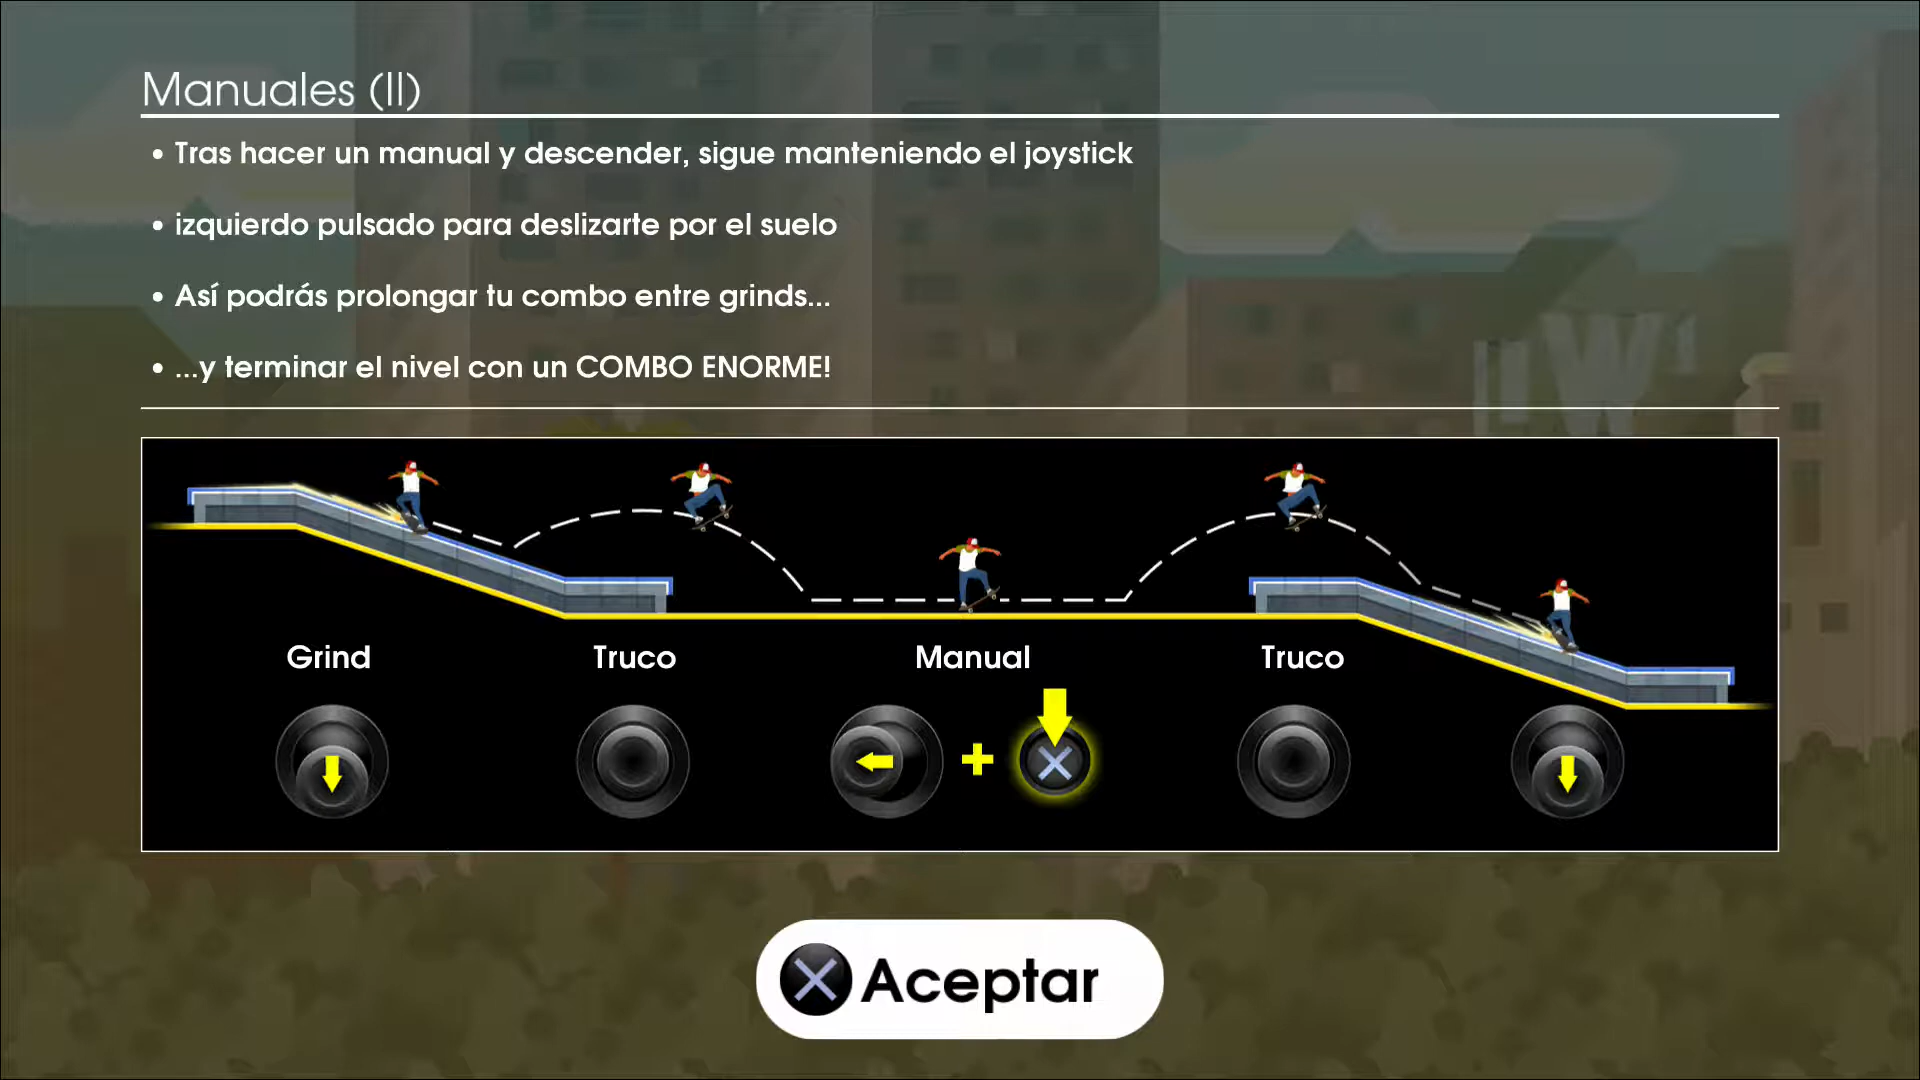 Manuales (II)
• Tras hacer un manual y descender, sigue manteniendo el joystick
• izquierdo pulsado para deslizarte por el suelo
• Así podrás prolongar tu combo entre grinds...
• ...y terminar el nivel con un COMBO ENORME!
Grind Truco Manual Truco
Aceptar